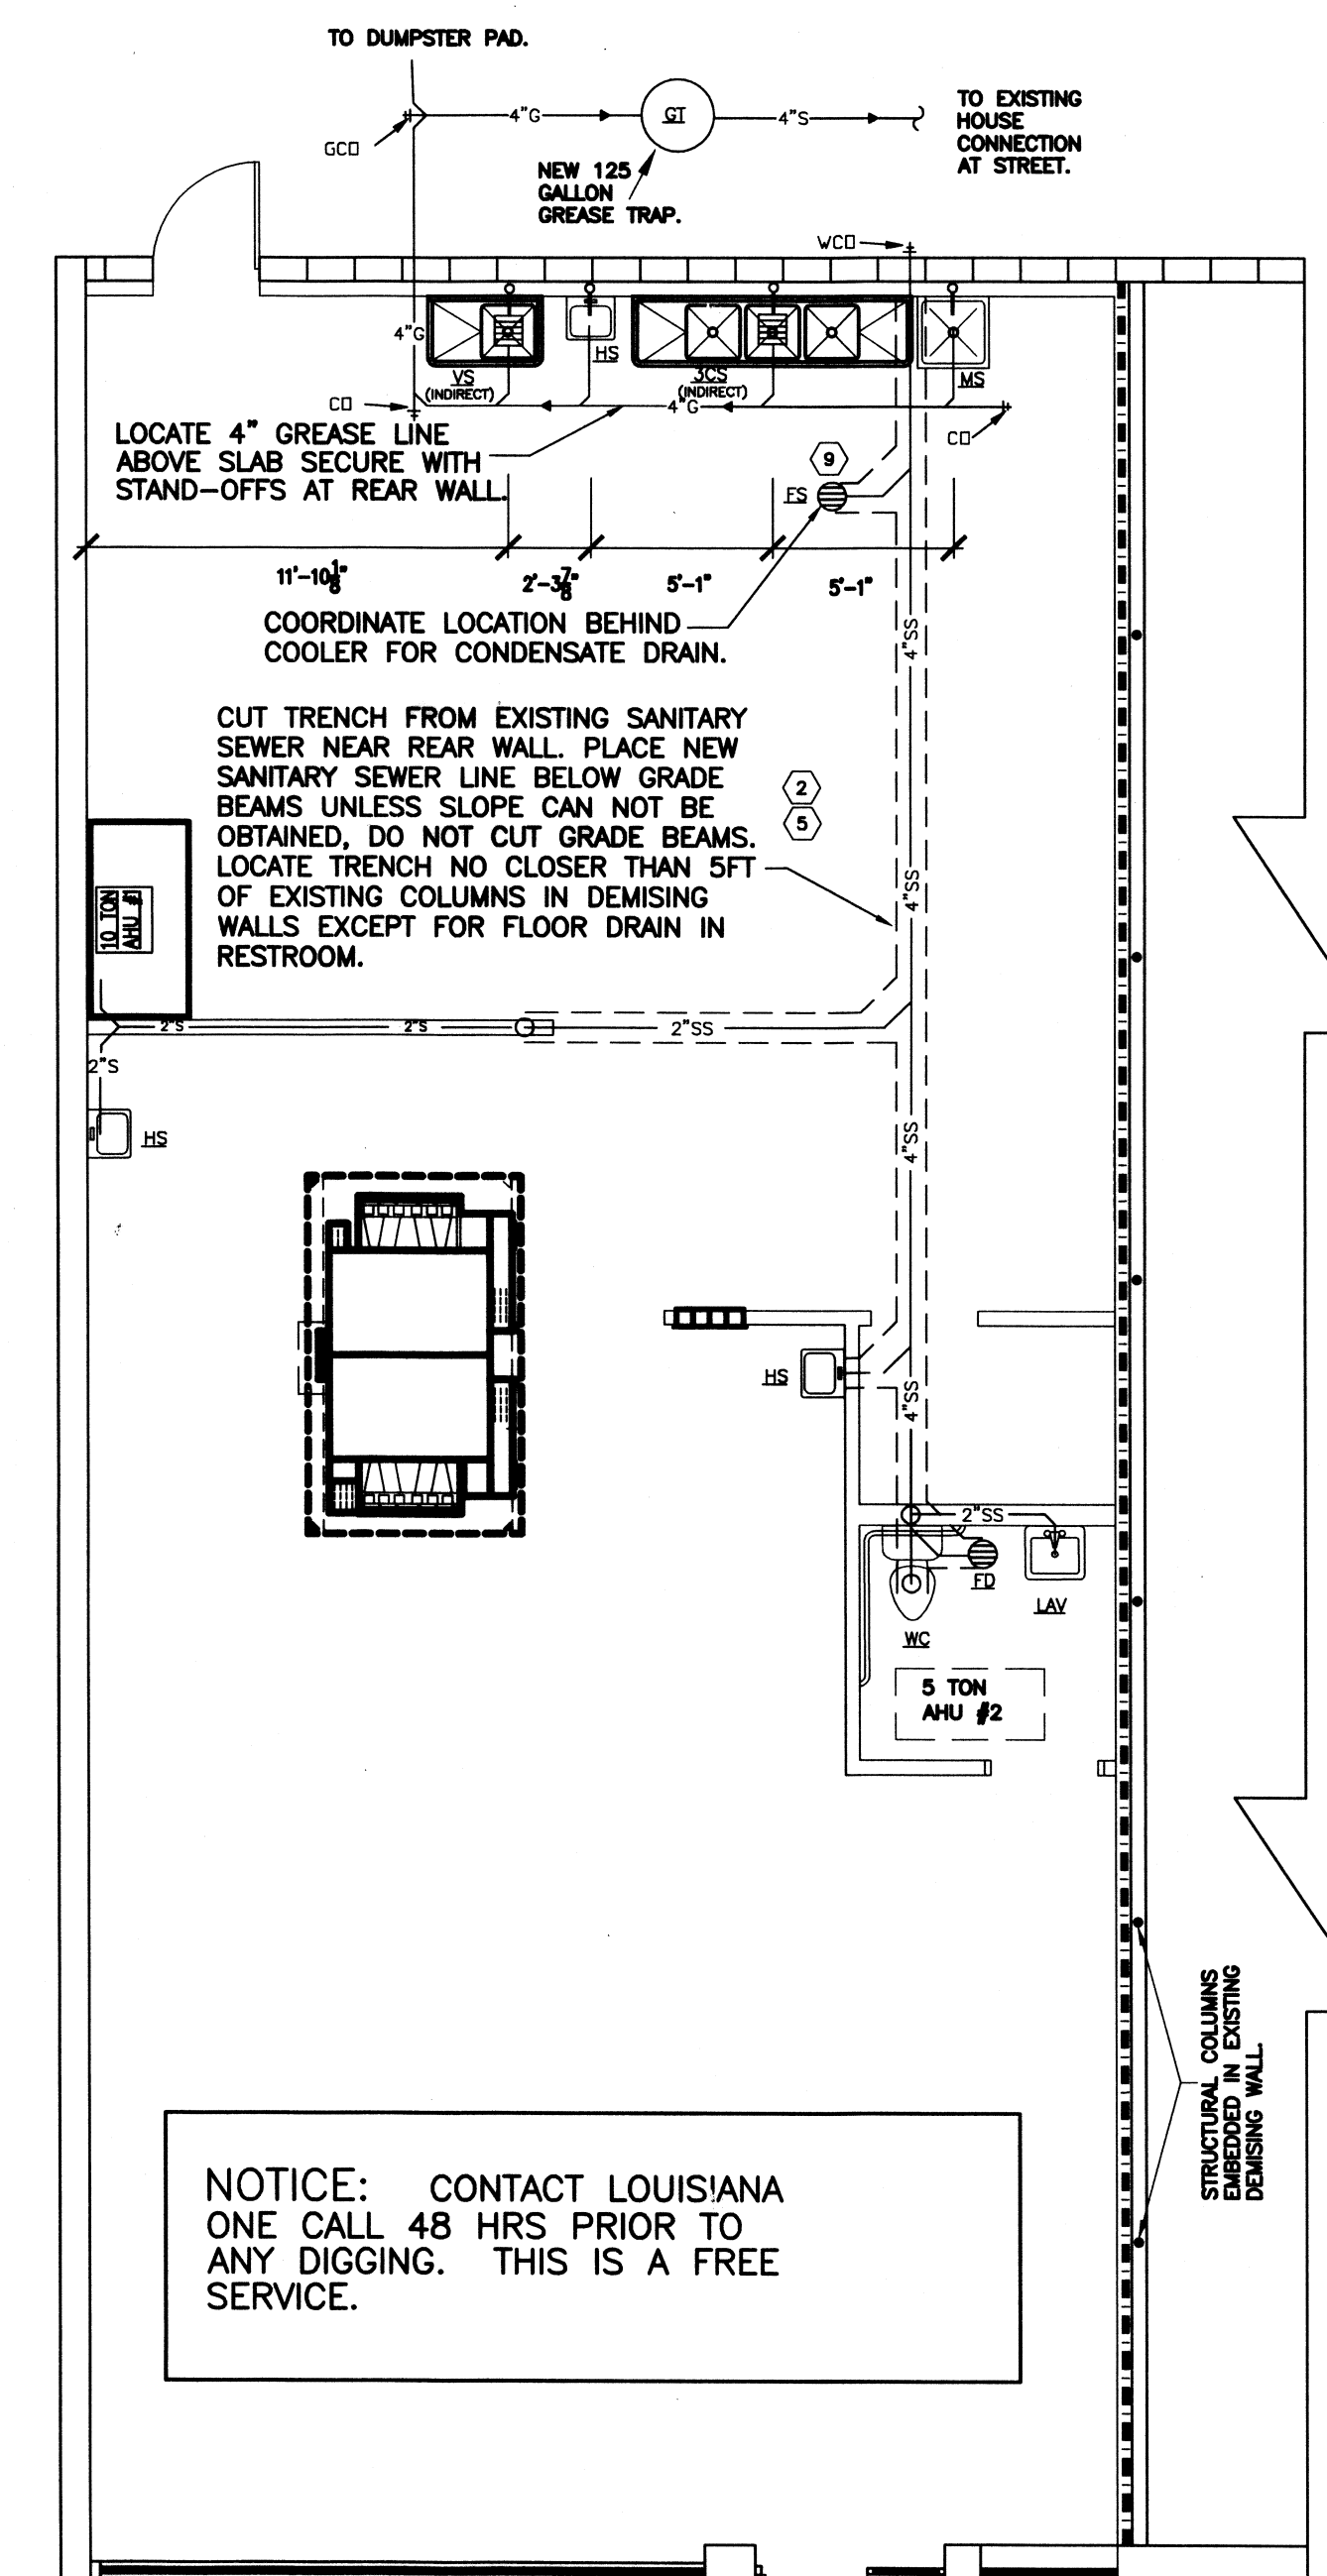 TO DUMPSTER PAD.
4"G
GT
4"S
TO EXISTING
HOUSE
CONNECTION
AT STREET.
GCO
NEW 125
GALLON
GREASE TRAP.
WCO
4"G
HS
VS
(INDIRECT)
3CS
(INDIRECT)
MS
CO
4"G
CO
LOCATE 4" GREASE LINE
ABOVE SLAB SECURE WITH
STAND-OFFS AT REAR WALL.
9
FS
11'-10 1/8"
2'-3 7/8"
5'-1"
5'-1"
COORDINATE LOCATION BEHIND
COOLER FOR CONDENSATE DRAIN.
4"SS
CUT TRENCH FROM EXISTING SANITARY
SEWER NEAR REAR WALL. PLACE NEW
SANITARY SEWER LINE BELOW GRADE
BEAMS UNLESS SLOPE CAN NOT BE
OBTAINED, DO NOT CUT GRADE BEAMS.
LOCATE TRENCH NO CLOSER THAN 5FT
OF EXISTING COLUMNS IN DEMISING
WALLS EXCEPT FOR FLOOR DRAIN IN
RESTROOM.
2
5
4"SS
10 TON
AHU #1
2"S
2"S
2"SS
2"S
HS
4"SS
HS
4"SS
2"SS
FD
LAV
WC
5 TON
AHU #2
STRUCTURAL COLUMNS
EMBEDDED IN EXISTING
DEMISING WALL.
NOTICE: CONTACT LOUISIANA
ONE CALL 48 HRS PRIOR TO
ANY DIGGING. THIS IS A FREE
SERVICE.